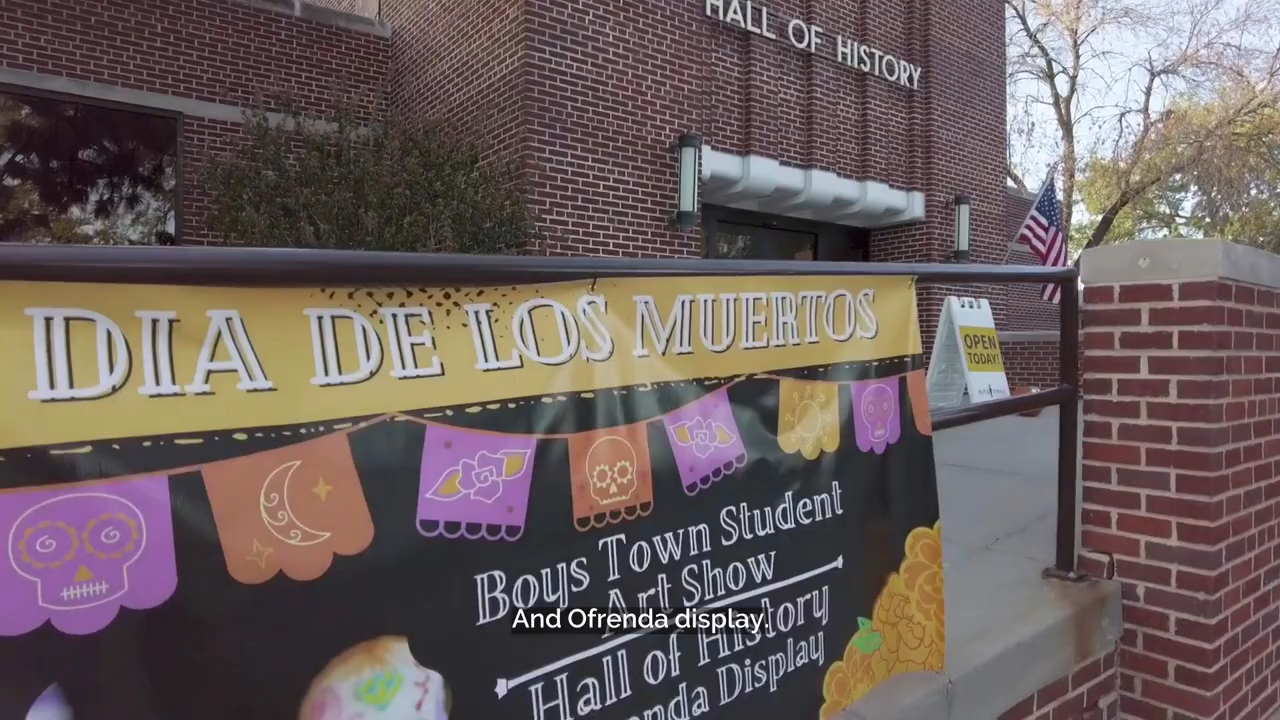 HALL OF HISTORY
DIA DE LOS MUERTOS
OPEN
TODAY!
Boys Town Student
Art Show
And Ofrenda display.
Hall of History
Display